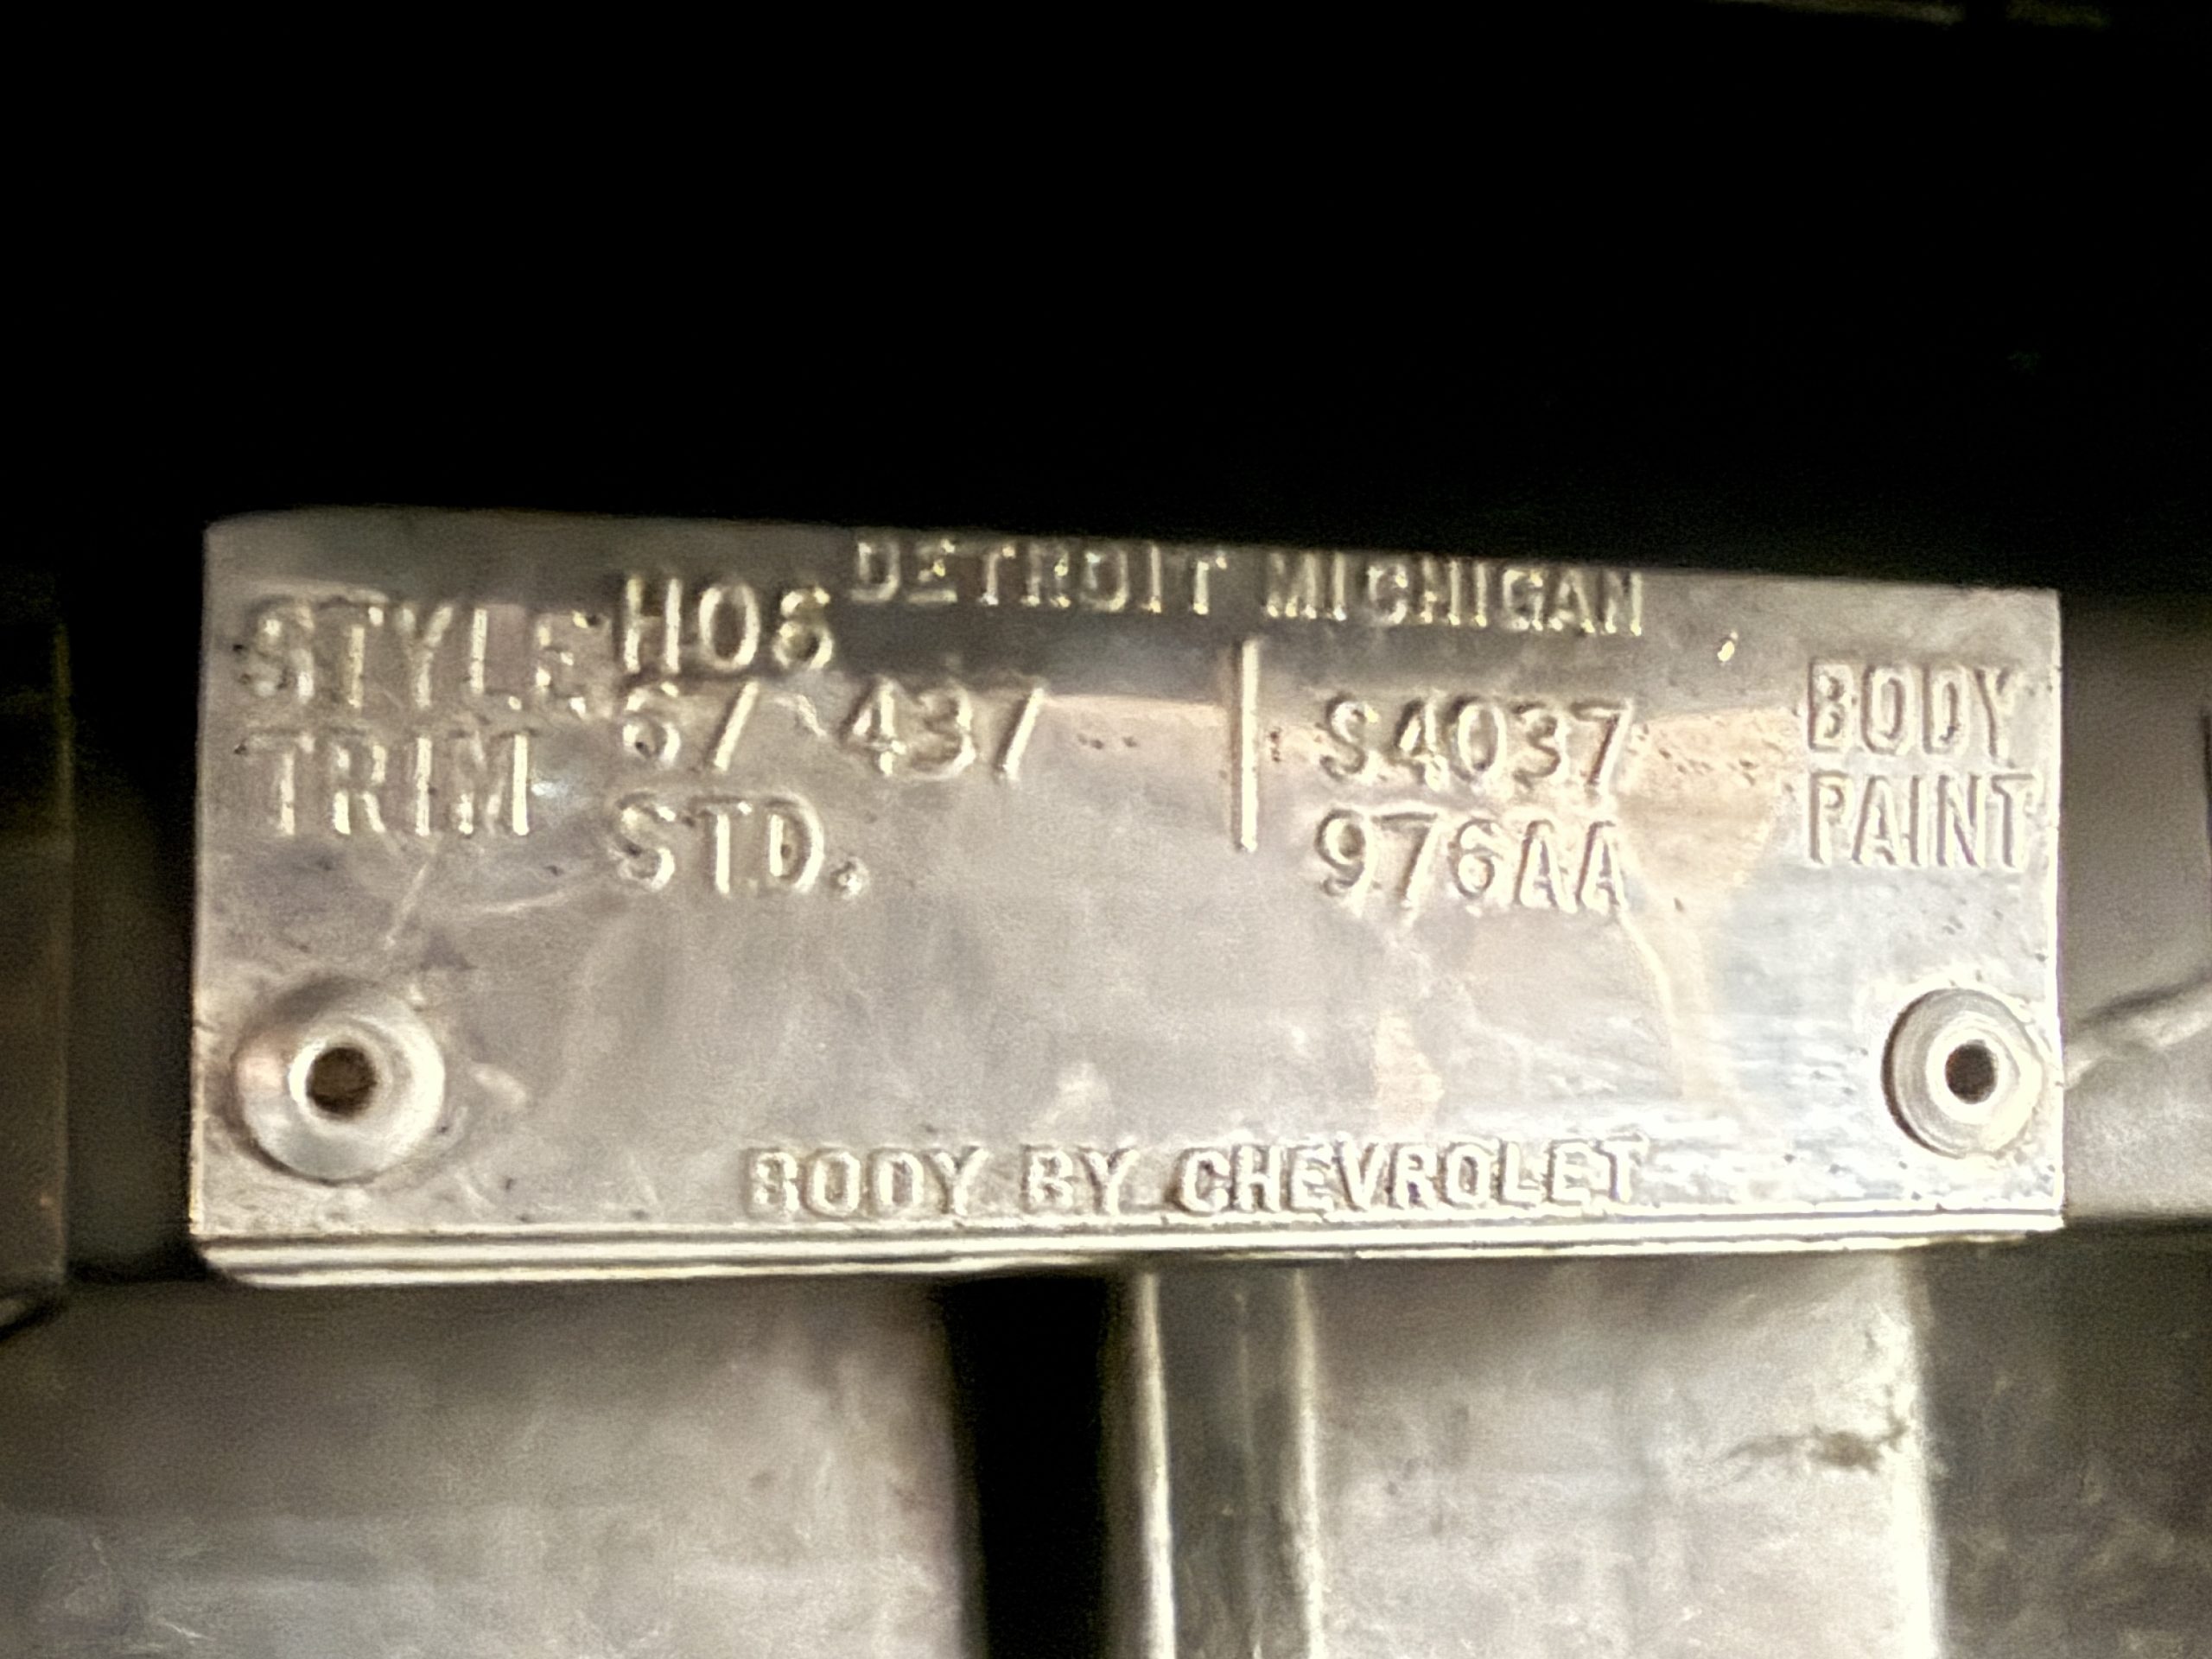 DETROIT MICHIGAN
H08
STYLE 67 437 S4037 BODY
TRIM STD. 976AA PAINT
BODY BY CHEVROLET